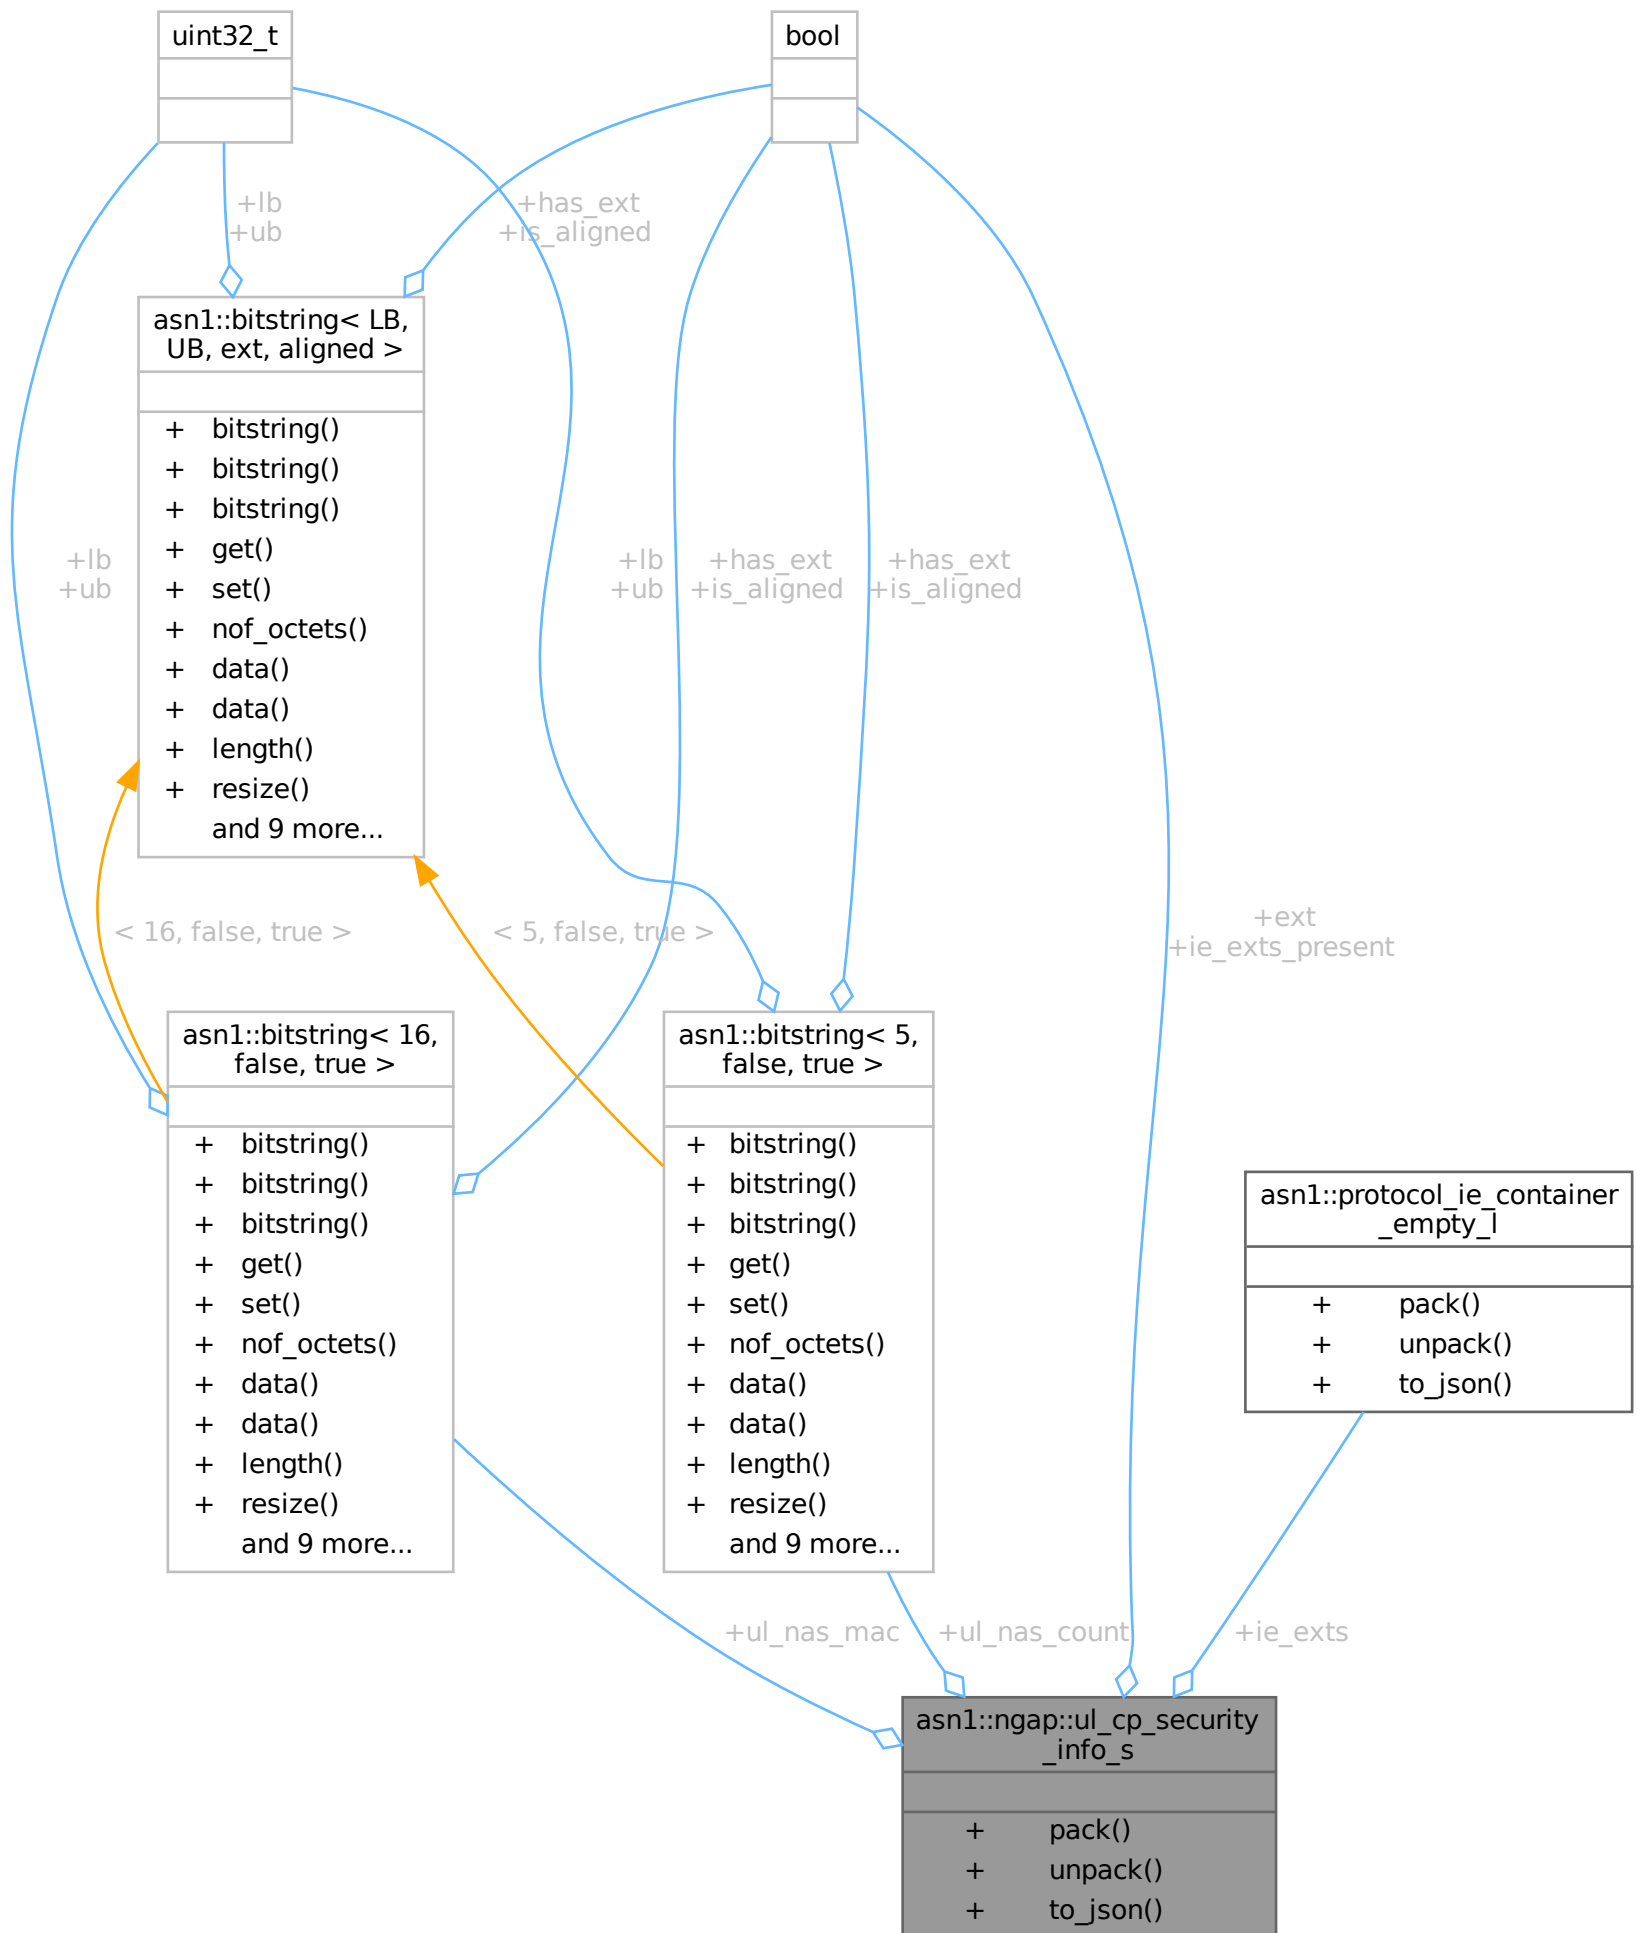 uint32_t
bool
+lb
+ub
+has_ext
+is_aligned
asn1::bitstring< LB,
UB, ext, aligned >
+ bitstring()
+ bitstring()
+ bitstring()
+ get()
+ set()
+ nof_octets()
+ data()
+ data()
+ length()
+ resize()
and 9 more...
+lb
+ub
+lb
+ub
+has_ext
+is_aligned
+has_ext
+is_aligned
+ext
+ie_exts_present
< 16, false, true >
< 5, false, true >
asn1::bitstring< 16,
false, true >
+ bitstring()
+ bitstring()
+ bitstring()
+ get()
+ set()
+ nof_octets()
+ data()
+ data()
+ length()
+ resize()
and 9 more...
asn1::bitstring< 5,
false, true >
+ bitstring()
+ bitstring()
+ bitstring()
+ get()
+ set()
+ nof_octets()
+ data()
+ data()
+ length()
+ resize()
and 9 more...
asn1::protocol_ie_container
_empty_l
+ pack()
+ unpack()
+ to_json()
+ul_nas_mac
+ul_nas_count
+ie_exts
asn1::ngap::ul_cp_security
_info_s
+ pack()
+ unpack()
+ to_json()